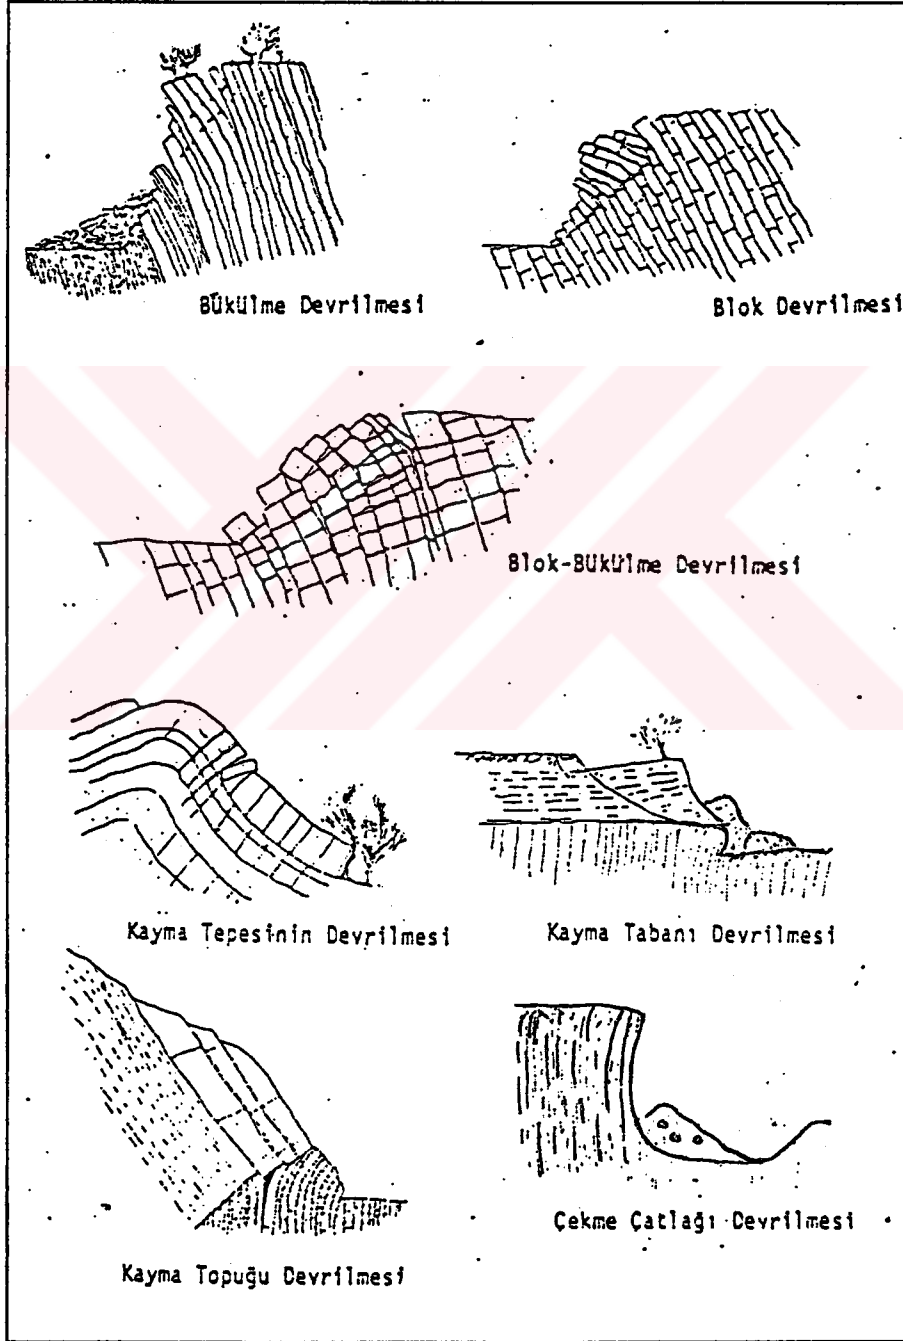 Bükülme Devrilmesi
Blok Devrilmesi
Blok-Bükülme Devrilmesi
Kayma Tepesinin Devrilmesi
Kayma Tabanı Devrilmesi
Çekme Çatlağı Devrilmesi
Kayma Topuğu Devrilmesi